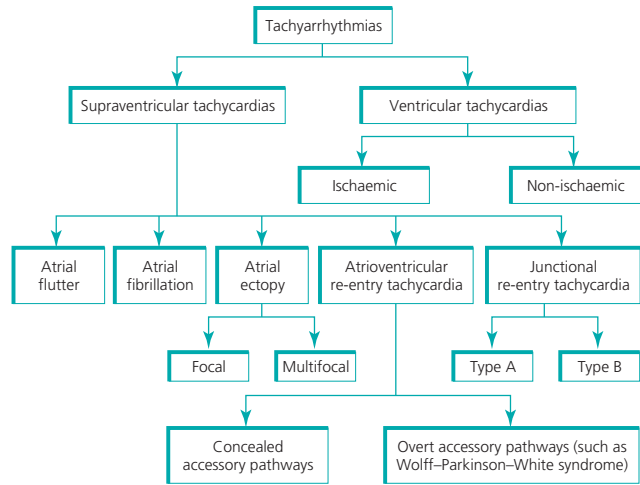 Tachyarrhythmias
Supraventricular tachycardias
Ventricular tachycardias
Ischaemic
Non-ischaemic
Atrial
flutter
Atrial
fibrillation
Atrial
ectopy
Atrioventricular
re-entry tachycardia
Junctional
re-entry tachycardia
Focal
Multifocal
Type A
Type B
Concealed
accessory pathways
Overt accessory pathways (such as
Wolff–Parkinson–White syndrome)